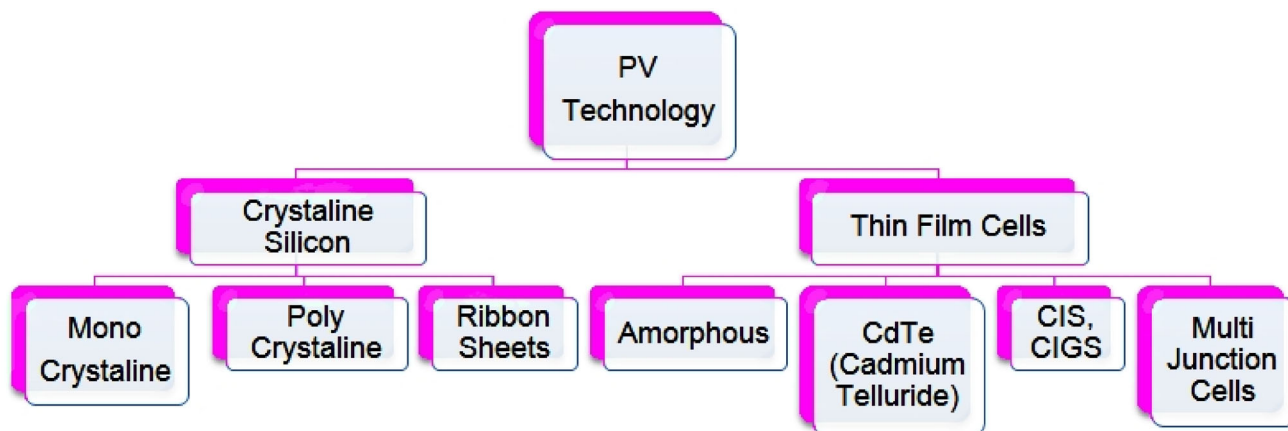 PV
Technology
Crystaline
Silicon
Thin Film Cells
Mono
Crystaline
Poly
Crystaline
Ribbon
Sheets
Amorphous
CdTe
(Cadmium
Telluride)
CIS,
CIGS
Multi
Junction
Cells